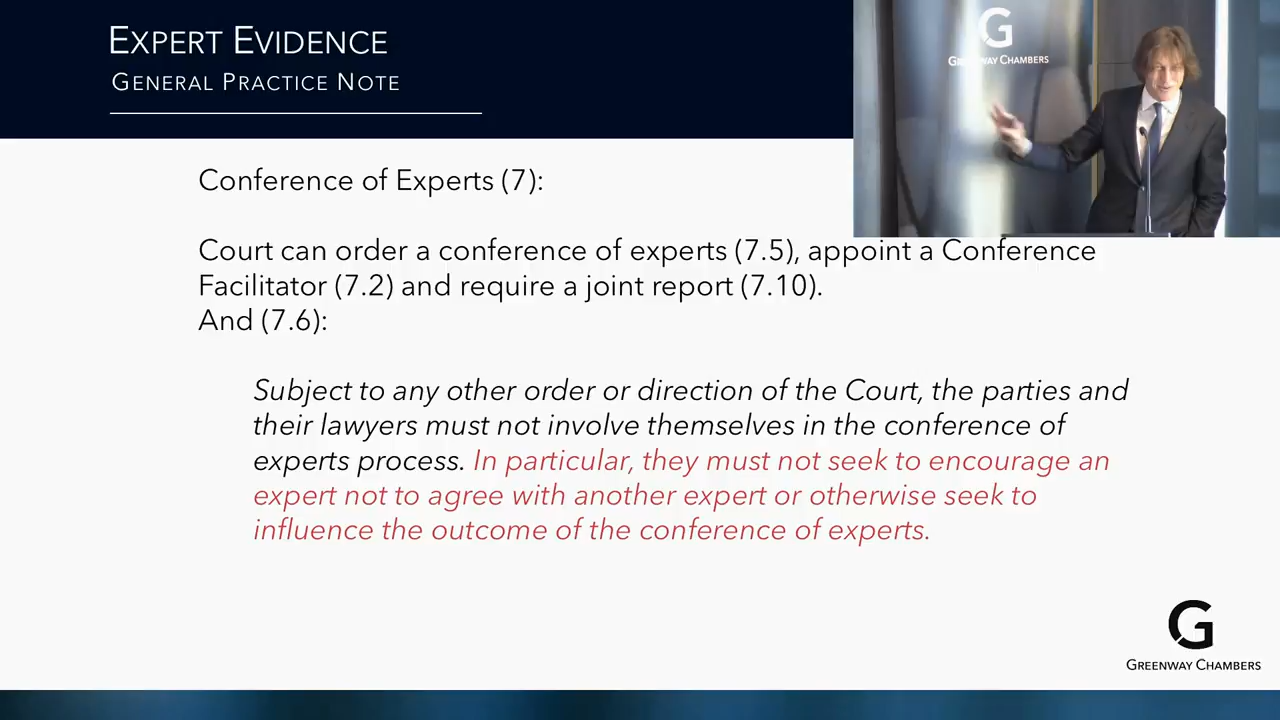 EXPERT EVIDENCE
GENERAL PRACTICE NOTE
G
GREENWAY CHAMBERS
Conference of Experts (7):
Court can order a conference of experts (7.5), appoint a Conference
Facilitator (7.2) and require a joint report (7.10).
And (7.6):
Subject to any other order or direction of the Court, the parties and
their lawyers must not involve themselves in the conference of
experts process. In particular, they must not seek to encourage an
expert not to agree with another expert or otherwise seek to
influence the outcome of the conference of experts.
G
GREENWAY CHAMBERS